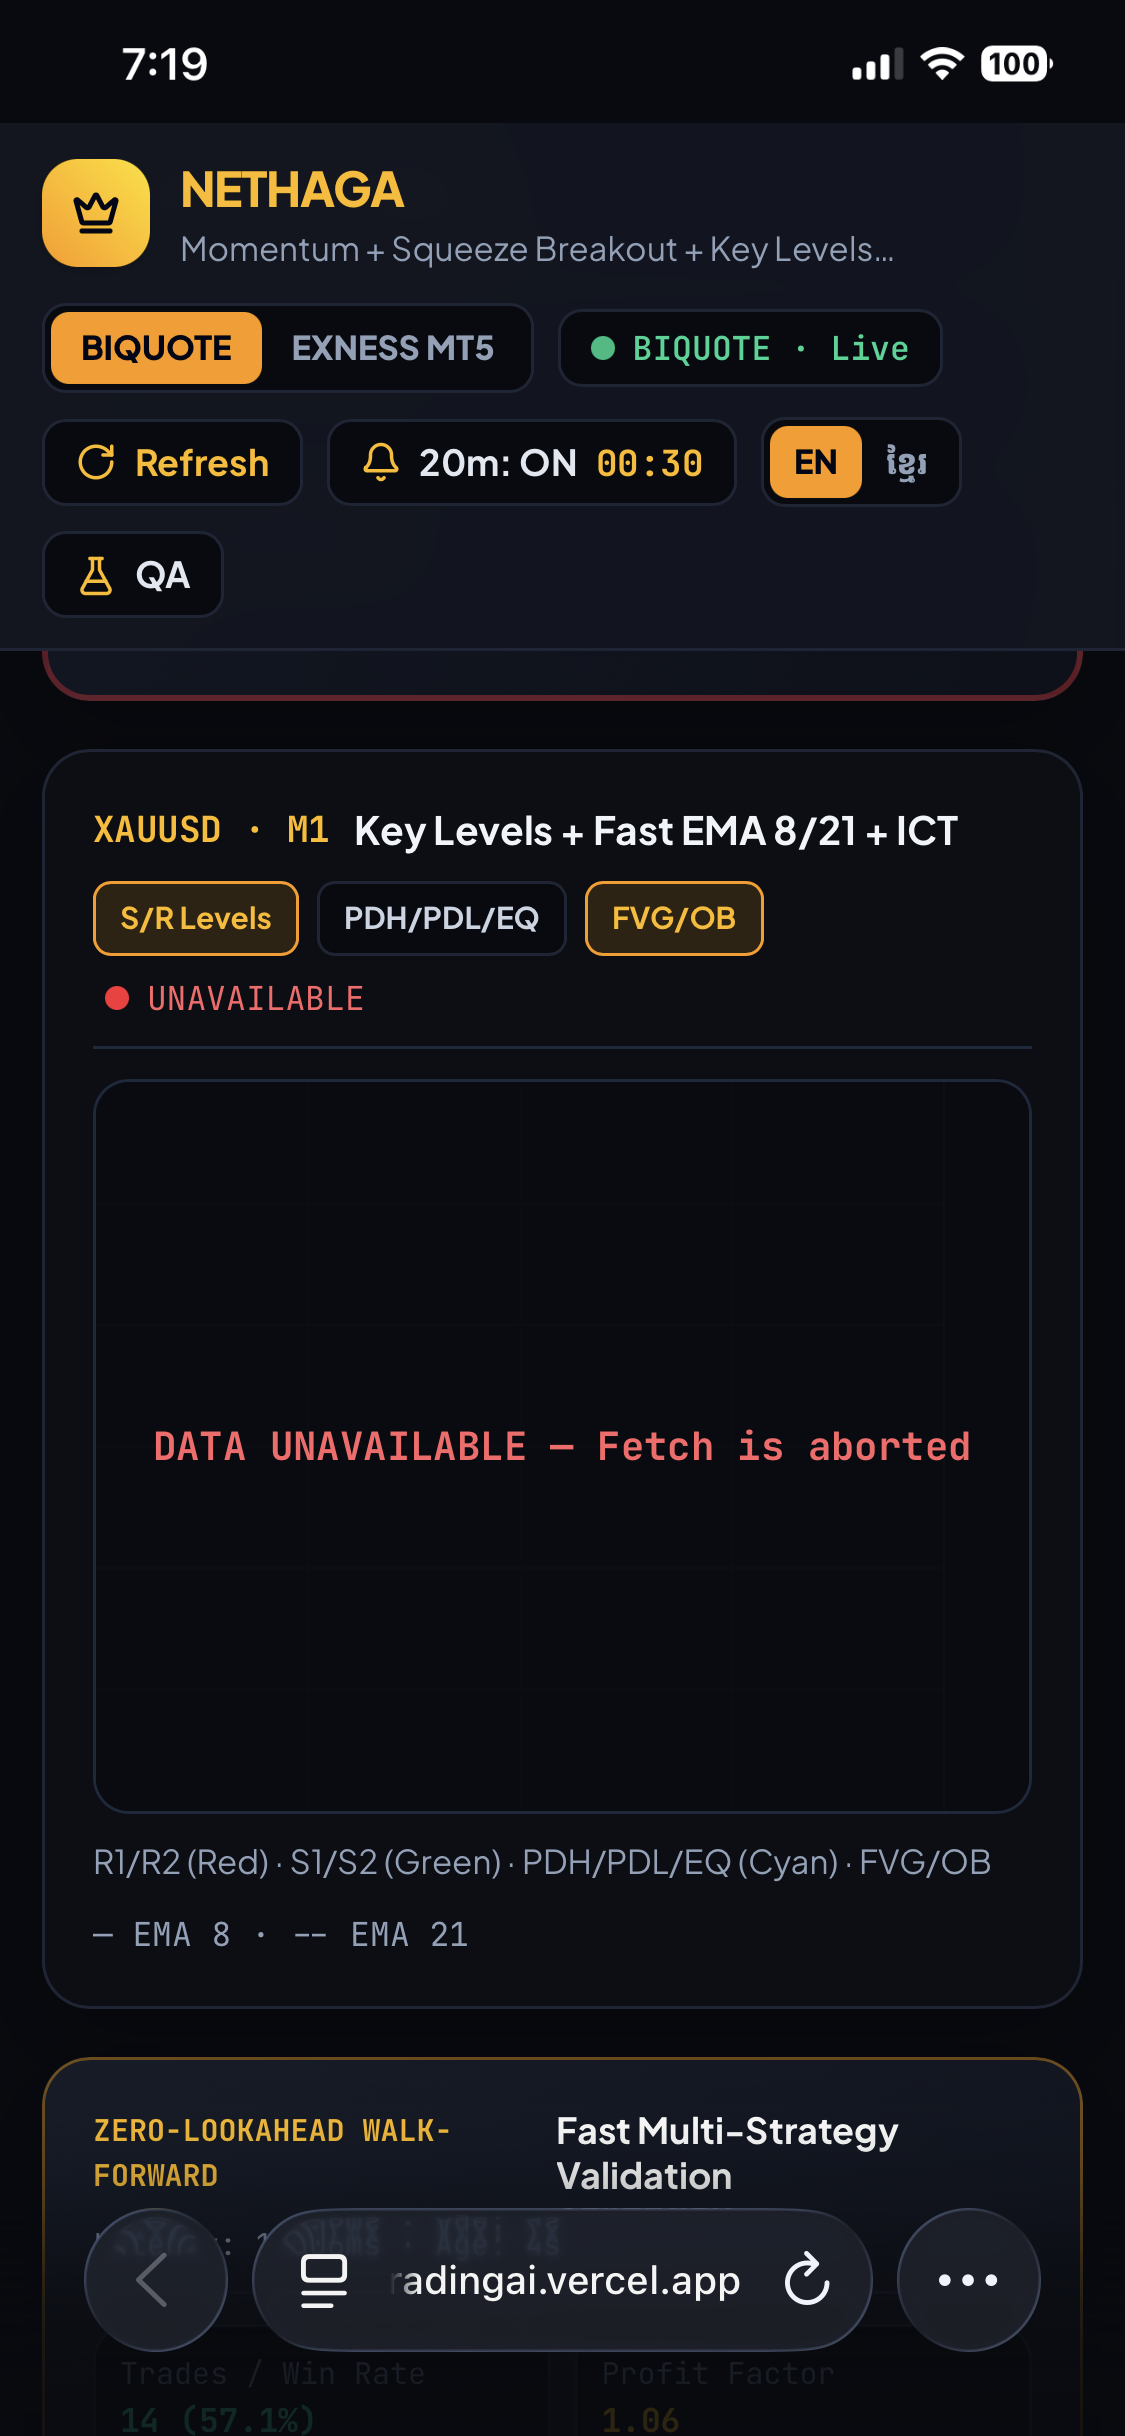 7:19
100
NETHAGA
Momentum + Squeeze Breakout + Key Levels...
BIQUOTE EXNESS MT5 BIQUOTE · Live
Refresh 20m: ON 00:30 EN ខ្មែរ
QA
XAUUSD · M1 Key Levels + Fast EMA 8/21 + ICT
S/R Levels PDH/PDL/EQ FVG/OB
UNAVAILABLE
DATA UNAVAILABLE — Fetch is aborted
R1/R2 (Red) · S1/S2 (Green) · PDH/PDL/EQ (Cyan) · FVG/OB
— EMA 8 · -- EMA 21
ZERO-LOOKAHEAD WALK-
FORWARD
Fast Multi-Strategy
Validation
Age: 4s
radingai.vercel.app
Trades / Win Rate
14 (57.1%)
Profit Factor
1.06